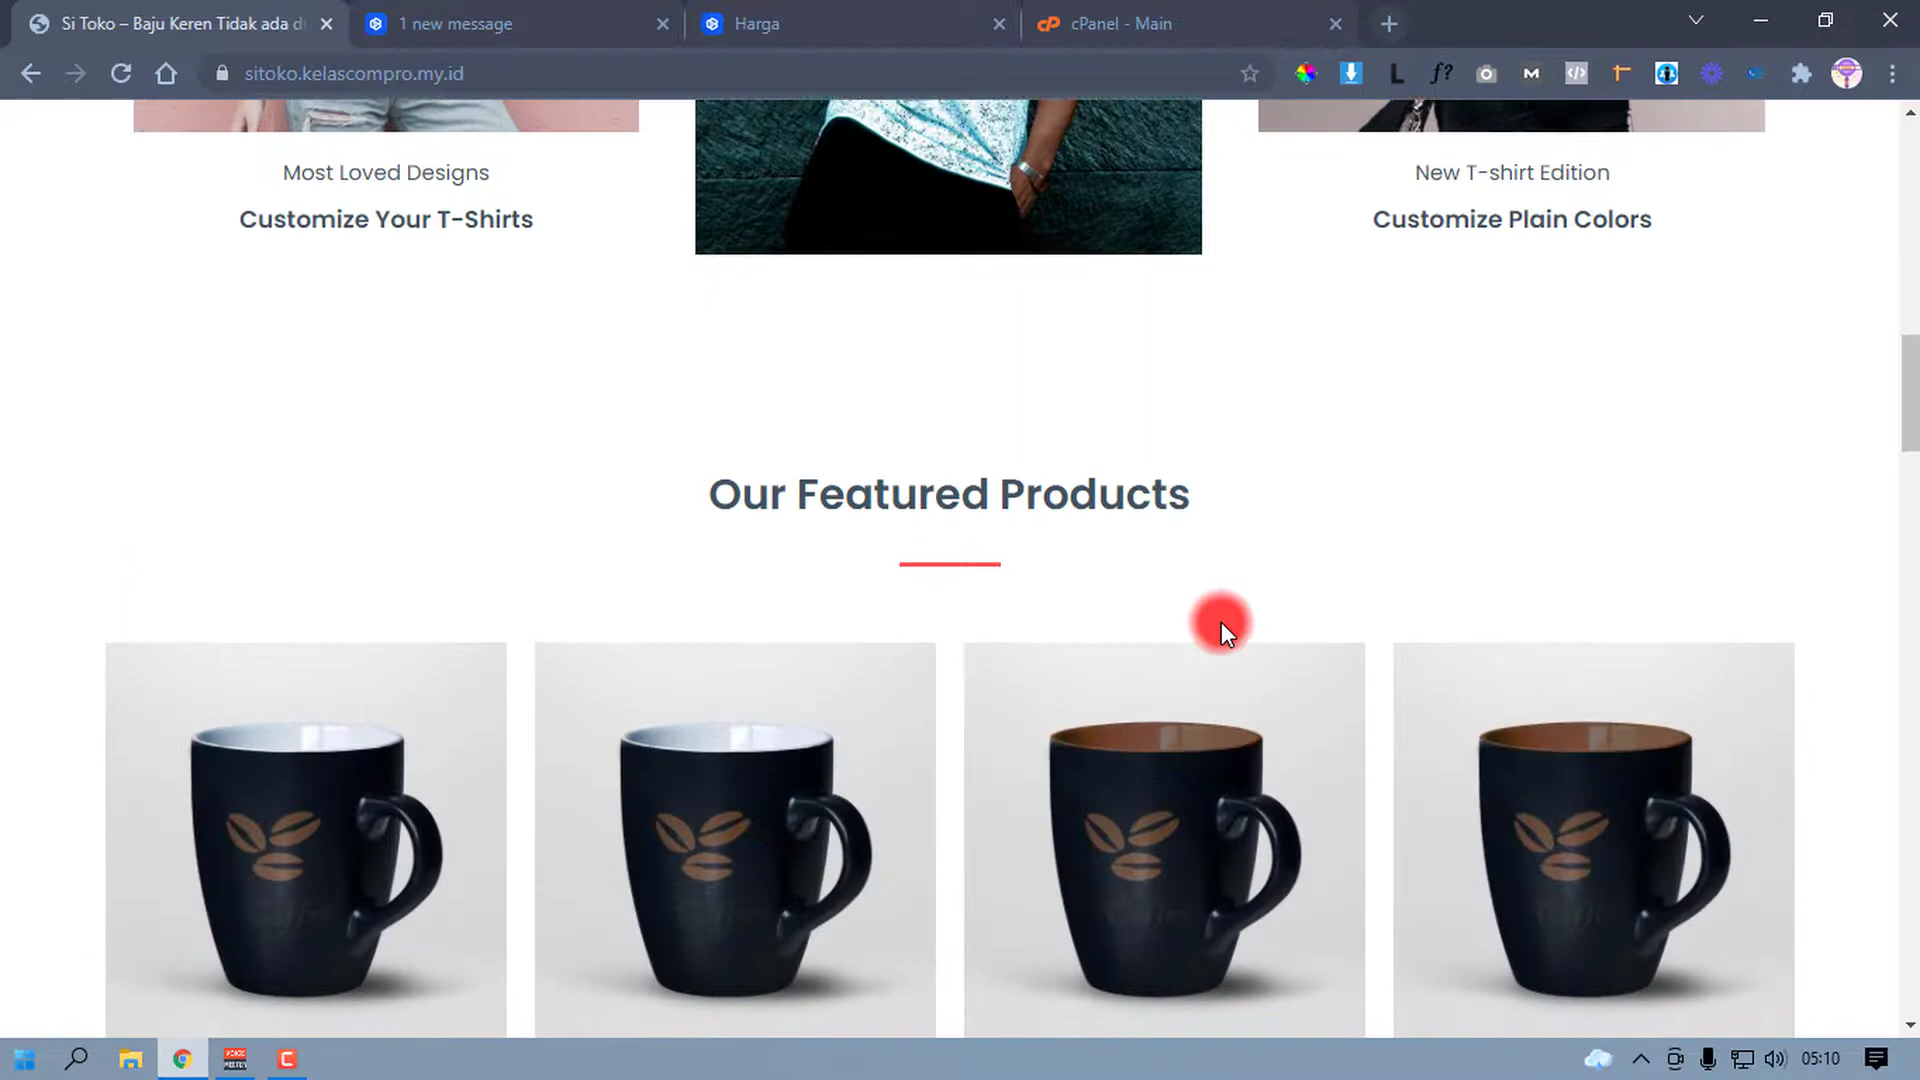 Si Toko – Baju Keren Tidak ada d
1 new message
Harga
cPanel - Main
sitoko.kelascompro.my.id
Most Loved Designs
Customize Your T-Shirts
New T-shirt Edition
Customize Plain Colors
Our Featured Products
VOICE
05:10